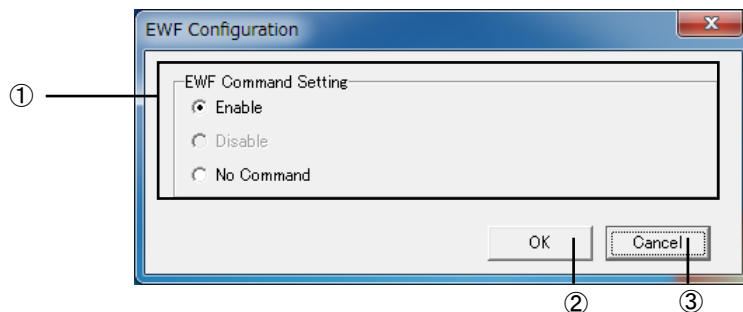 EWF Configuration
EWF Command Setting
①
Enable
Disable
No Command
OK
Cancel
②
③